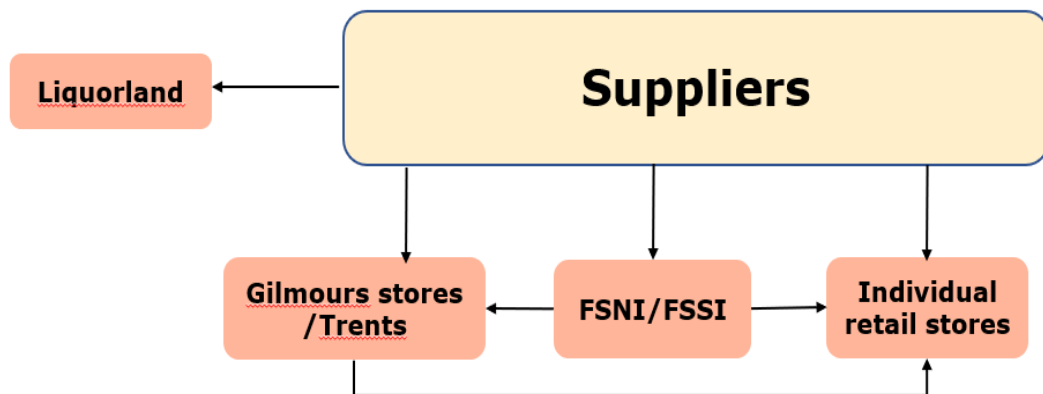 Suppliers
Liquorland
Gilmours stores
/Trents
FSNI/FSSI
Individual
retail stores